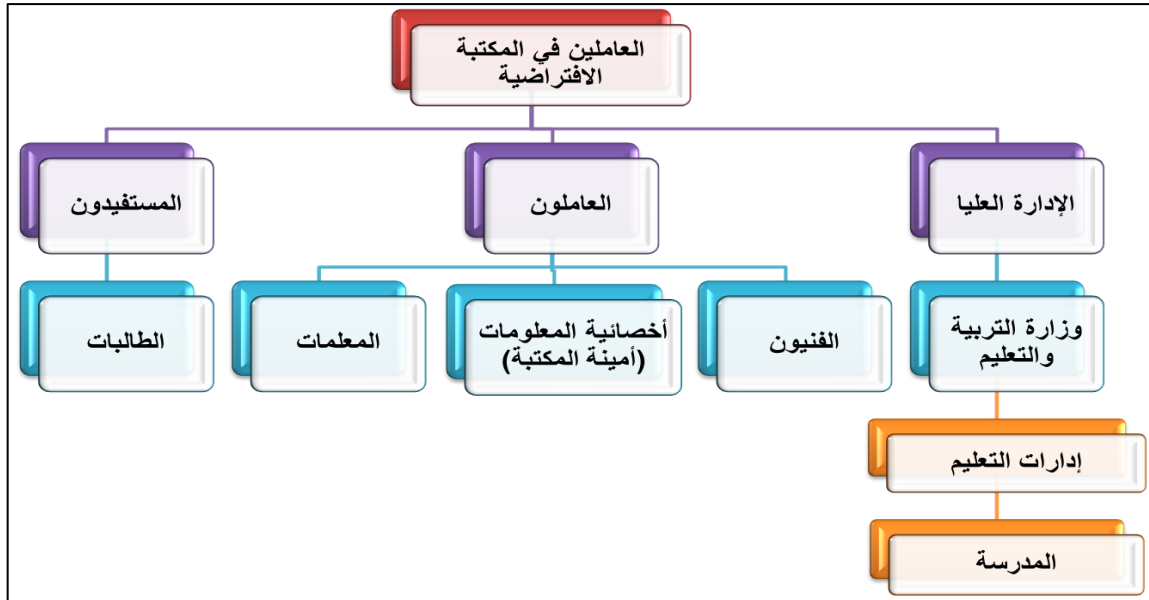 العاملين في المكتبة
الافتراضية
الإدارة العليا
العاملون
المستفيدون
وزارة التربية
والتعليم
الفنيون
أخصائية المعلومات
(أمينة المكتبة)
المعلمات
الطالبات
إدارات التعليم
المدرسة